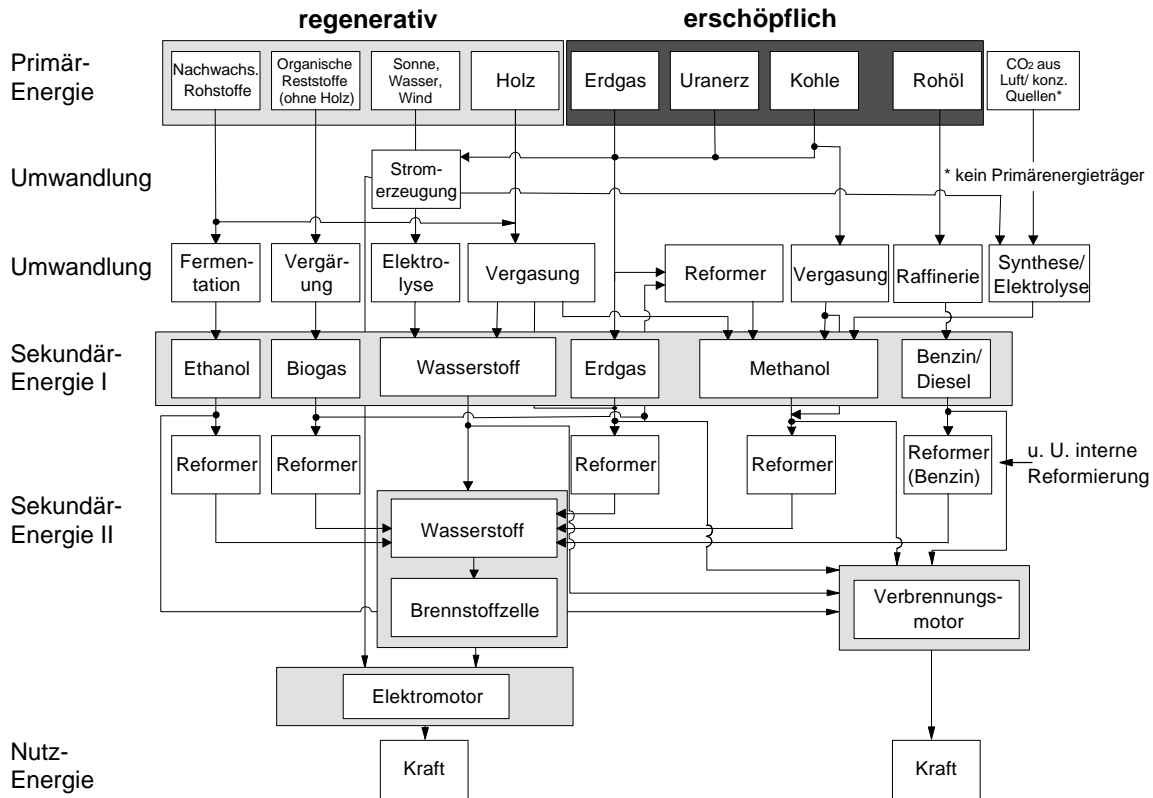 regenerativ
erschöpflich
Primär-
Energie
Nachwachs.
Rohstoffe
Organische
Reststoffe
(ohne Holz)
Sonne,
Wasser,
Wind
Holz
Erdgas
Uranerz
Kohle
Rohöl
CO2 aus
Luft/ konz.
Quellen*
Umwandlung
Strom-
erzeugung
* kein Primärenergieträger
Umwandlung
Fermen-
tation
Vergär-
ung
Elektro-
lyse
Vergasung
Reformer
Vergasung
Raffinerie
Synthese/
Elektrolyse
Sekundär-
Energie I
Ethanol
Biogas
Wasserstoff
Erdgas
Methanol
Benzin/
Diesel
Reformer
Reformer
Reformer
Reformer
Reformer
(Benzin)
u. U. interne
Reformierung
Sekundär-
Energie II
Wasserstoff
Brennstoffzelle
Verbrennungs-
motor
Elektromotor
Nutz-
Energie
Kraft
Kraft